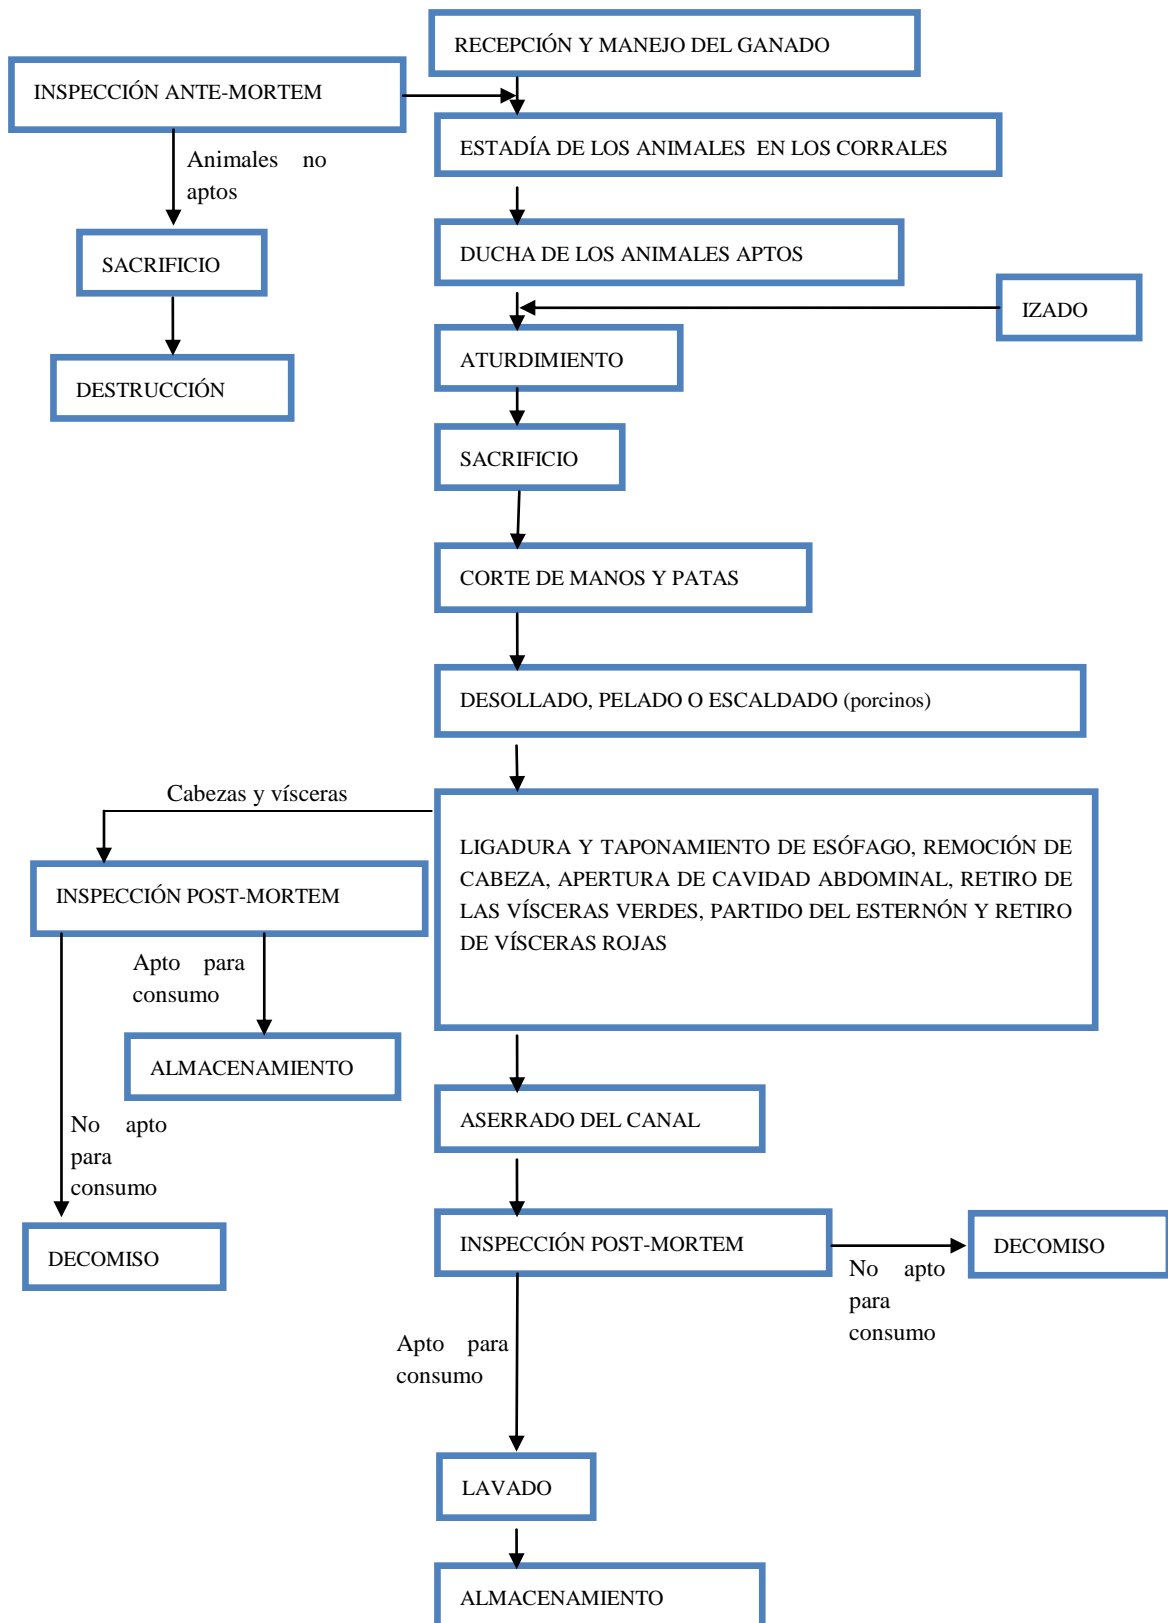 RECEPCIÓN Y MANEJO DEL GANADO
INSPECCIÓN ANTE-MORTEM
ESTADÍA DE LOS ANIMALES EN LOS CORRALES
Animales no
aptos
DUCHA DE LOS ANIMALES APTOS
SACRIFICIO
IZADO
ATURDIMIENTO
DESTRUCCIÓN
SACRIFICIO
CORTE DE MANOS Y PATAS
DESOLLADO, PELADO O ESCALDADO (porcinos)
Cabezas y vísceras
LIGADURA Y TAPONAMIENTO DE ESÓFAGO, REMOCIÓN DE
CABEZA, APERTURA DE CAVIDAD ABDOMINAL, RETIRO DE
LAS VÍSCERAS VERDES, PARTIDO DEL ESTERNÓN Y RETIRO
DE VÍSCERAS ROJAS
INSPECCIÓN POST-MORTEM
Apto para
consumo
ALMACENAMIENTO
No apto
para
consumo
DECOMISO
ASERRADO DEL CANAL
INSPECCIÓN POST-MORTEM
DECOMISO
No apto
para
consumo
Apto para
consumo
LAVADO
ALMACENAMIENTO